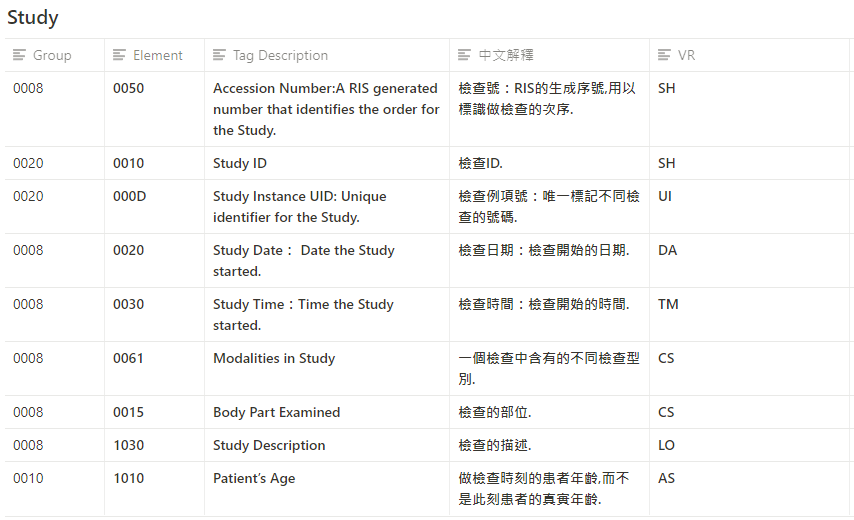 Study
Group Element Tag Description 中文解釋 VR
0008 0050 Accession Number:A RIS generated 檢查號：RIS的生成序號,用以 SH
number that identifies the order for 標識做檢查的次序.
the Study.
0020 0010 Study ID 檢查ID. SH
0020 000D Study Instance UID: Unique 檢查例項號：唯一標記不同檢 UI
identifier for the Study. 查的號碼.
0008 0020 Study Date： Date the Study 檢查日期：檢查開始的日期. DA
started.
0008 0030 Study Time：Time the Study 檢查時間：檢查開始的時間. TM
started.
0008 0061 Modalities in Study 一個檢查中含有的不同檢查型 CS
別.
0008 0015 Body Part Examined 檢查的部位. CS
0008 1030 Study Description 檢查的描述. LO
0010 1010 Patient’s Age 做檢查時刻的患者年齡,而不 AS
是此刻患者的真實年齡.